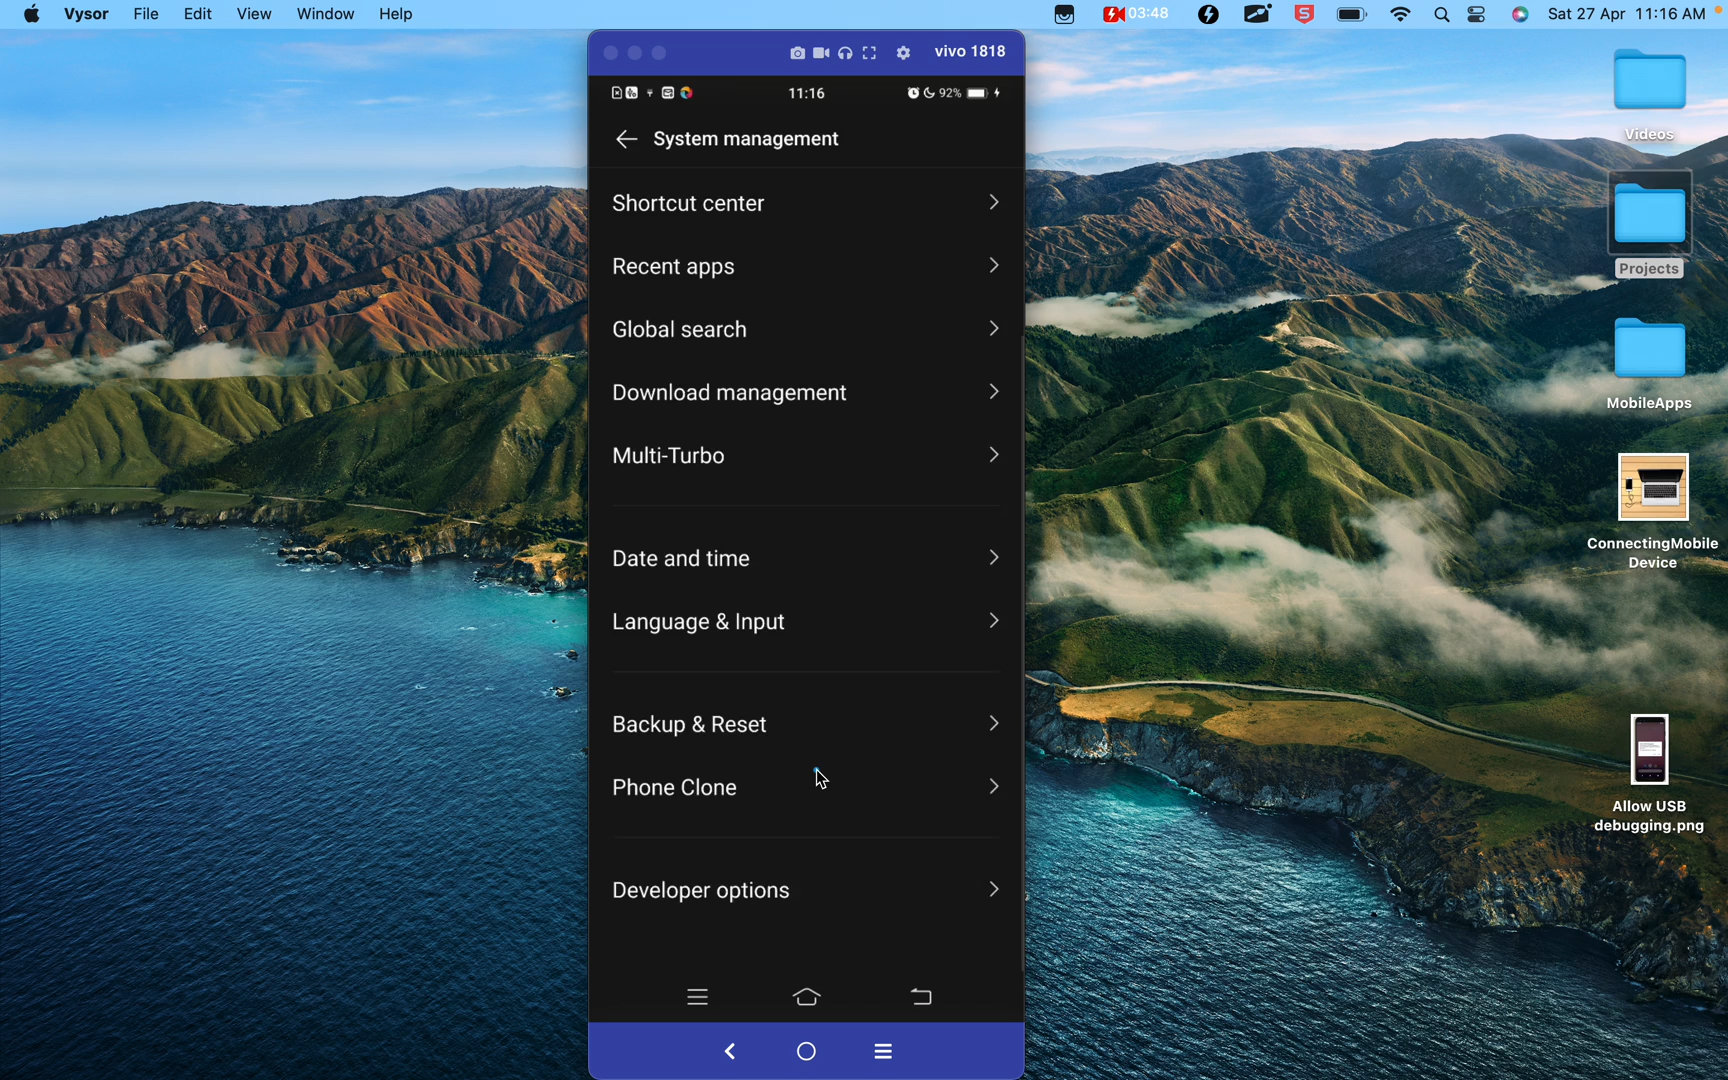 Vysor File Edit View Window Help
03:48
Sat 27 Apr 11:16 AM
vivo 1818
11:16
92%
System management
Shortcut center
Recent apps
Global search
Download management
Multi-Turbo
Date and time
Language & Input
Backup & Reset
Phone Clone
Developer options
Videos
Projects
MobileApps
ConnectingMobile
Device
Allow USB
debugging.png